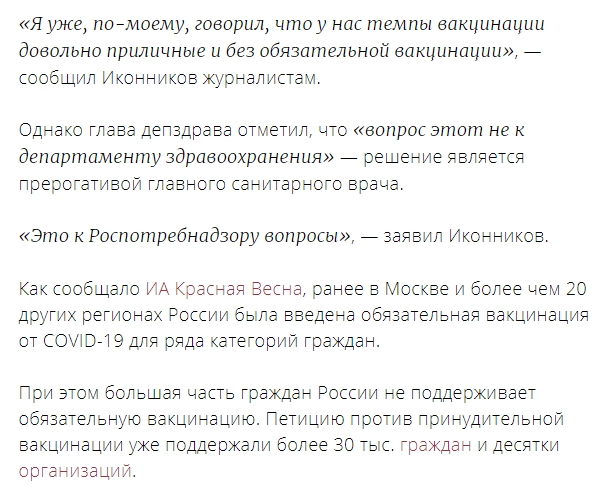 «Я уже, по-моему, говорил, что у нас темпы вакцинации
довольно приличные и без обязательной вакцинации», —
сообщил Иконников журналистам.
Однако глава депздрава отметил, что «вопрос этот не к
департаменту здравоохранения» — решение является
прерогативой главного санитарного врача.
«Это к Роспотребнадзору вопросы», — заявил Иконников.
Как сообщало ИА Красная Весна, ранее в Москве и более чем 20
других регионах России была введена обязательная вакцинация
от COVID-19 для ряда категорий граждан.
При этом большая часть граждан России не поддерживает
обязательную вакцинацию. Петицию против принудительной
вакцинации уже поддержали более 30 тыс. граждан и десятки
организаций.